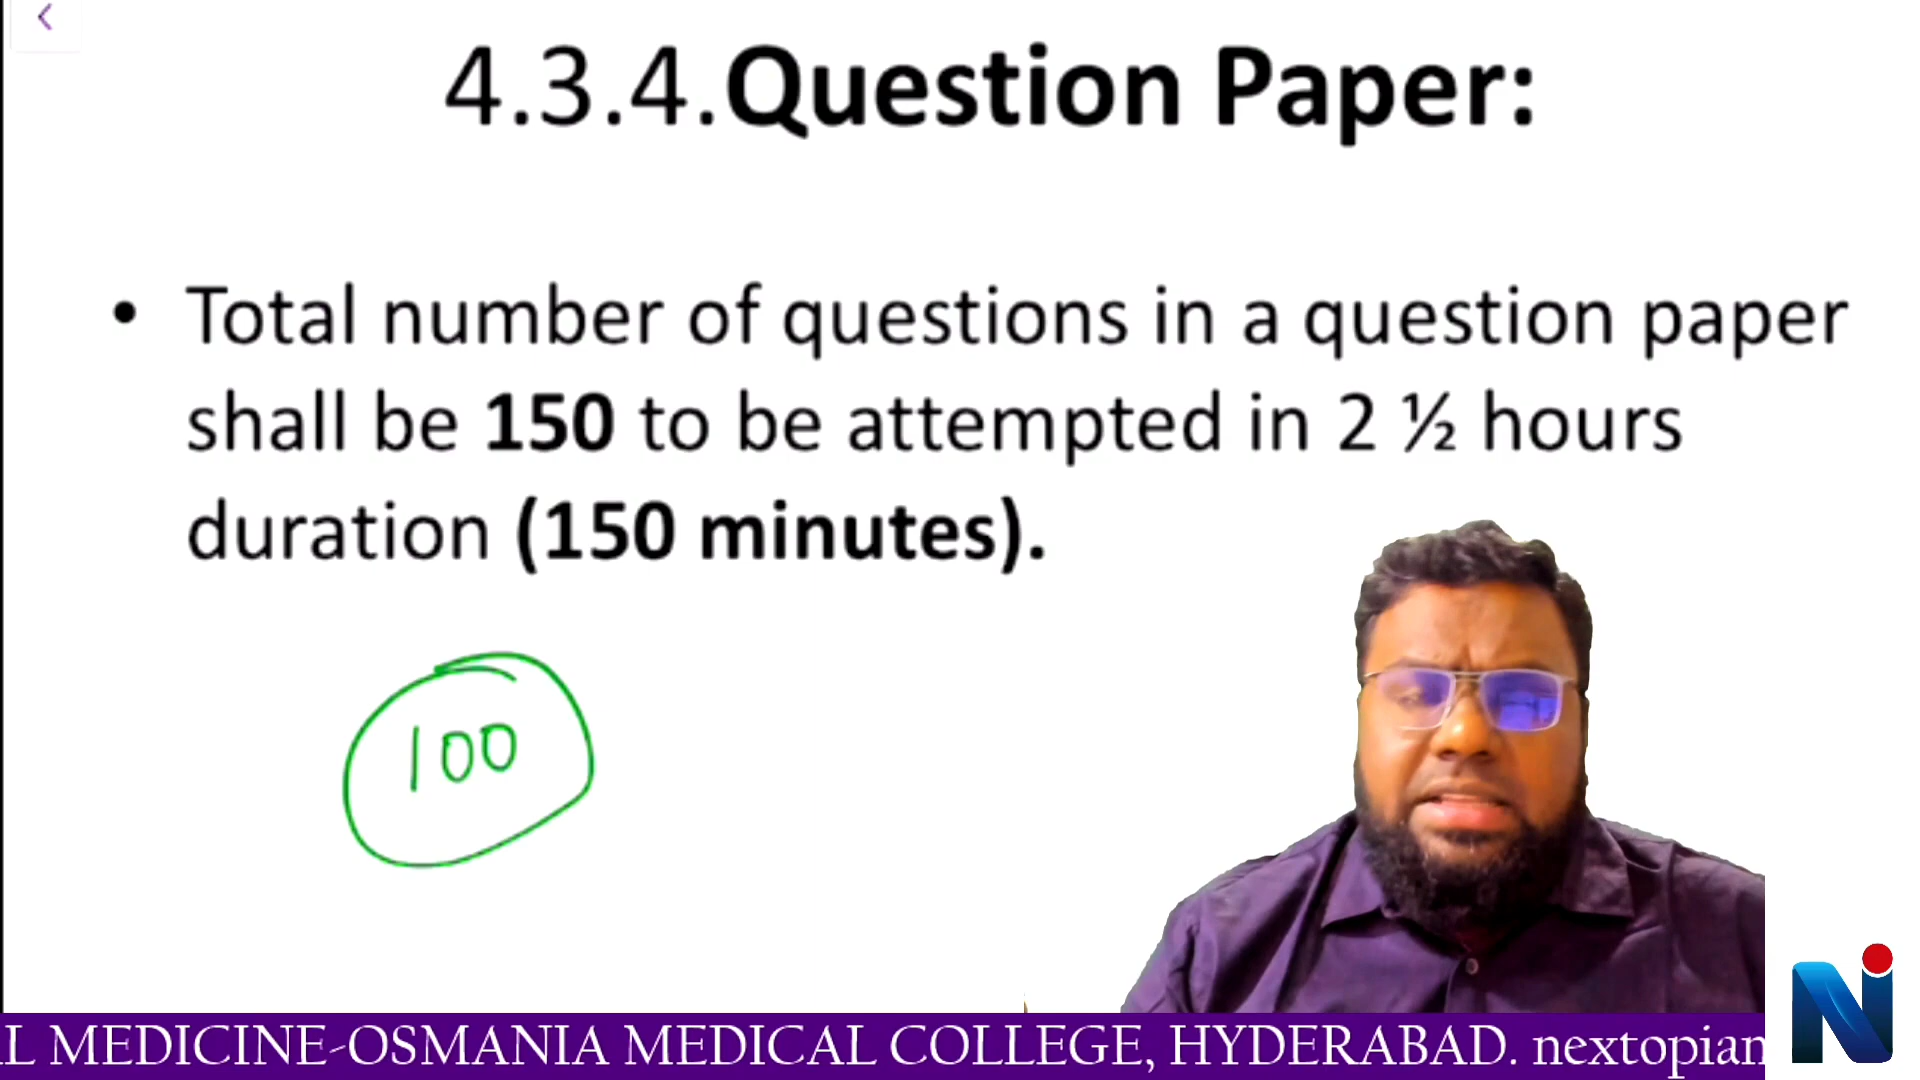 4.3.4.Question Paper:
• Total number of questions in a question paper
shall be 150 to be attempted in 2 ½ hours
duration (150 minutes).
100
L MEDICINE-OSMANIA MEDICAL COLLEGE, HYDERABAD. nextopian
N